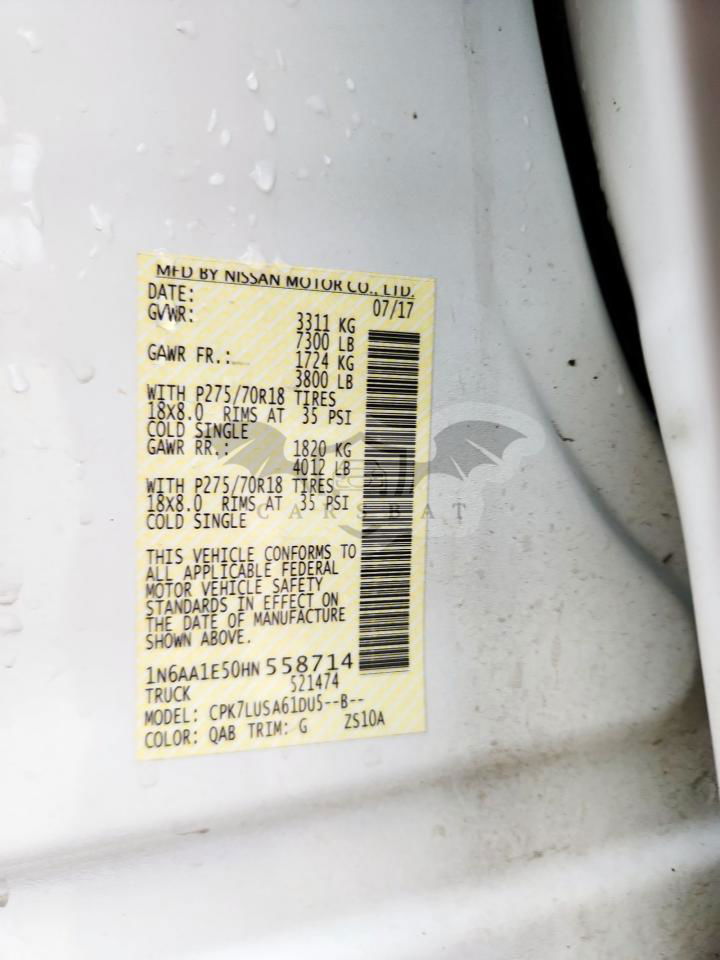 MFD BY NISSAN MOTOR CO., LTD.
DATE: 07/17
GVWR: 3311 KG
7300 LB
GAWR FR.: 1724 KG
3800 LB
WITH P275/70R18 TIRES
18x8.0 RIMS AT 35 PSI
COLD SINGLE
GAWR RR.: 1820 KG
4012 LB
WITH P275/70R18 TIRES
18x8.0 RIMS AT 35 PSI
COLD SINGLE
CARSBAT
THIS VEHICLE CONFORMS TO
ALL APPLICABLE FEDERAL
MOTOR VEHICLE SAFETY
STANDARDS IN EFFECT ON
THE DATE OF MANUFACTURE
SHOWN ABOVE.
1N6AA1E50HN 558714
TRUCK 521474
MODEL: CPK7LUSA61DU5--B--
COLOR: QAB TRIM: G ZS10A